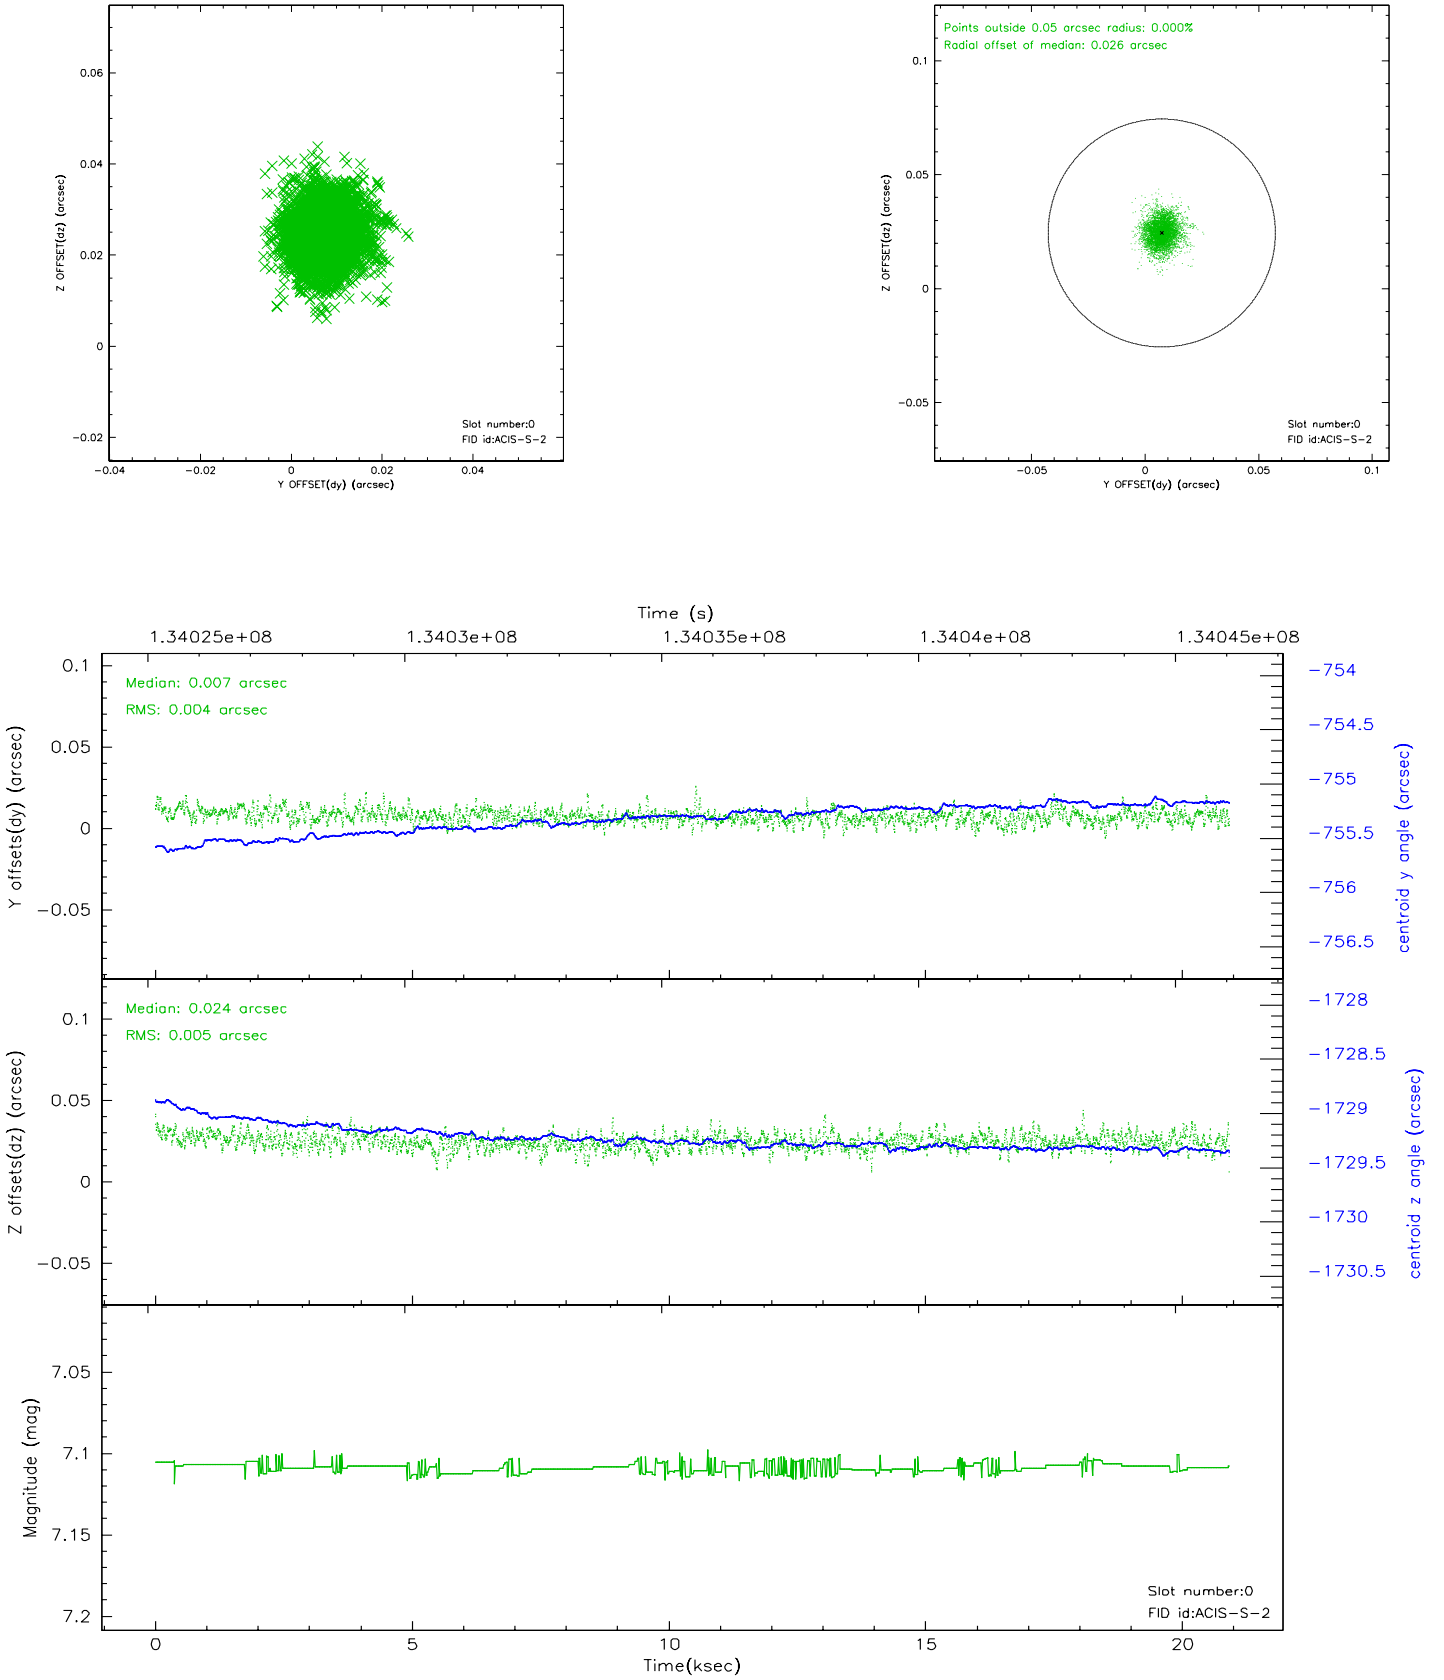 0.06
0.04
0.02
0
−0.02
−0.04
−0.02
0
0.02
0.04
Z OFFSET(dz) (arcsec)
Y OFFSET(dy) (arcsec)
Slot number:0
FID id:ACIS−S−2
Points outside 0.05 arcsec radius: 0.000%
Radial offset of median: 0.026 arcsec
0.1
0.05
0
−0.05
−0.05
0
0.05
0.1
Z OFFSET(dz) (arcsec)
Y OFFSET(dy) (arcsec)
Slot number:0
FID id:ACIS−S−2
Time (s)
1.34025e+08
1.3403e+08
1.34035e+08
1.3404e+08
1.34045e+08
Median: 0.007 arcsec
RMS: 0.004 arcsec
0.1
0.05
0
−0.05
Y offsets(dy) (arcsec)
−754
−754.5
−755
−755.5
−756
−756.5
centroid y angle (arcsec)
Median: 0.024 arcsec
RMS: 0.005 arcsec
0.1
0.05
0
−0.05
Z offsets(dz) (arcsec)
−1728
−1728.5
−1729
−1729.5
−1730
−1730.5
centroid z angle (arcsec)
7.05
7.1
7.15
7.2
Magnitude (mag)
Slot number:0
FID id:ACIS−S−2
0
5
10
15
20
Time(ksec)